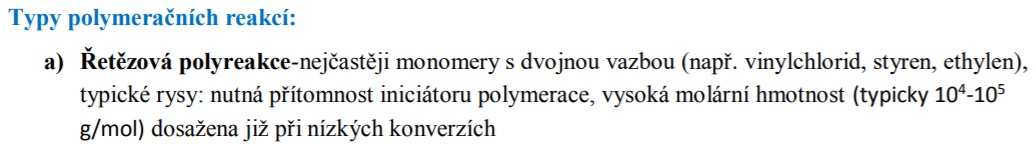 Typy polymeračních reakcí:
a) Řetězová polyreakce-nejčastěji monomery s dvojnou vazbou (např. vinylchlorid, styren, ethylen),
typické rysy: nutná přítomnost iniciátoru polymerace, vysoká molární hmotnost (typicky 10⁴-10⁵
g/mol) dosažena již při nízkých konverzích